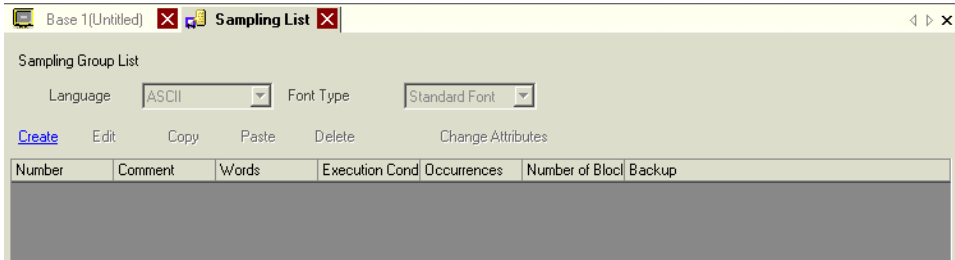 Base 1(Untitled) Sampling List
Sampling Group List
Language ASCII Font Type Standard Font
Create Edit Copy Paste Delete Change Attributes
Number Comment Words Execution Cond Occurrences Number of Blocl Backup